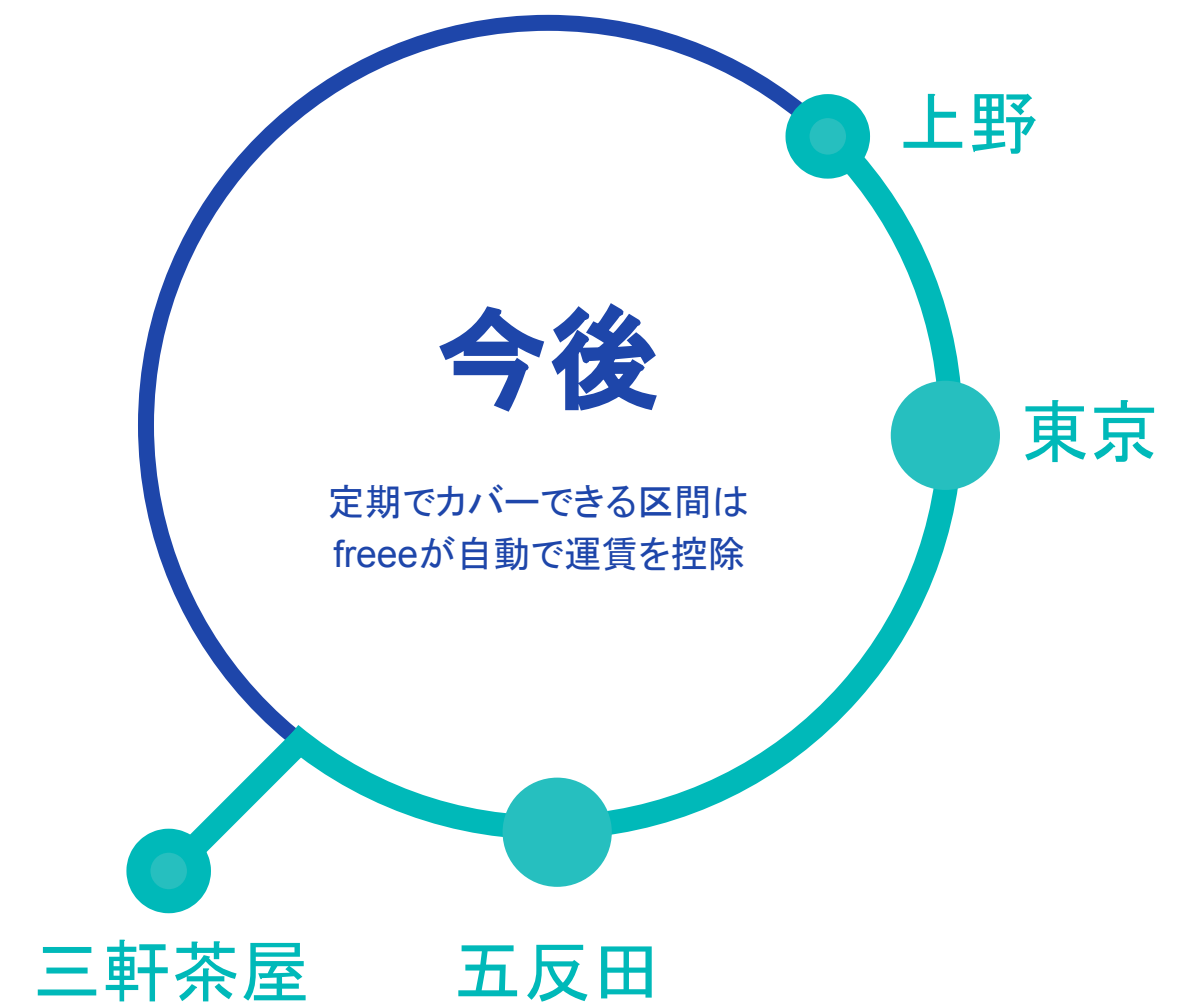 上野
今後
東京
定期でカバーできる区間は
freeeが自動で運賃を控除
三軒茶屋
五反田